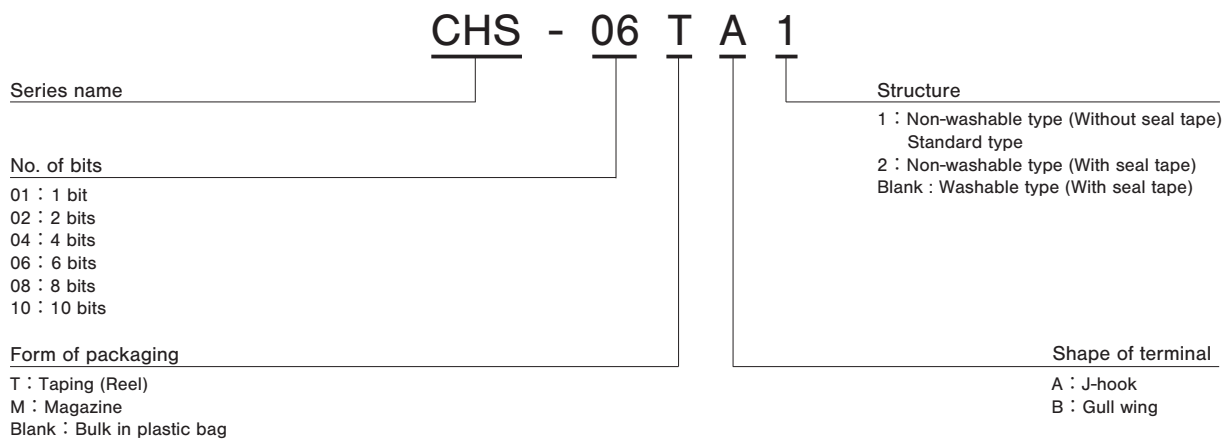 CHS - 06 T A 1
Series name
No. of bits
01：1 bit
02：2 bits
04：4 bits
06：6 bits
08：8 bits
10：10 bits
Form of packaging
T：Taping (Reel)
M：Magazine
Blank：Bulk in plastic bag
Structure
1：Non-washable type (Without seal tape)
Standard type
2：Non-washable type (With seal tape)
Blank : Washable type (With seal tape)
Shape of terminal
A：J-hook
B：Gull wing